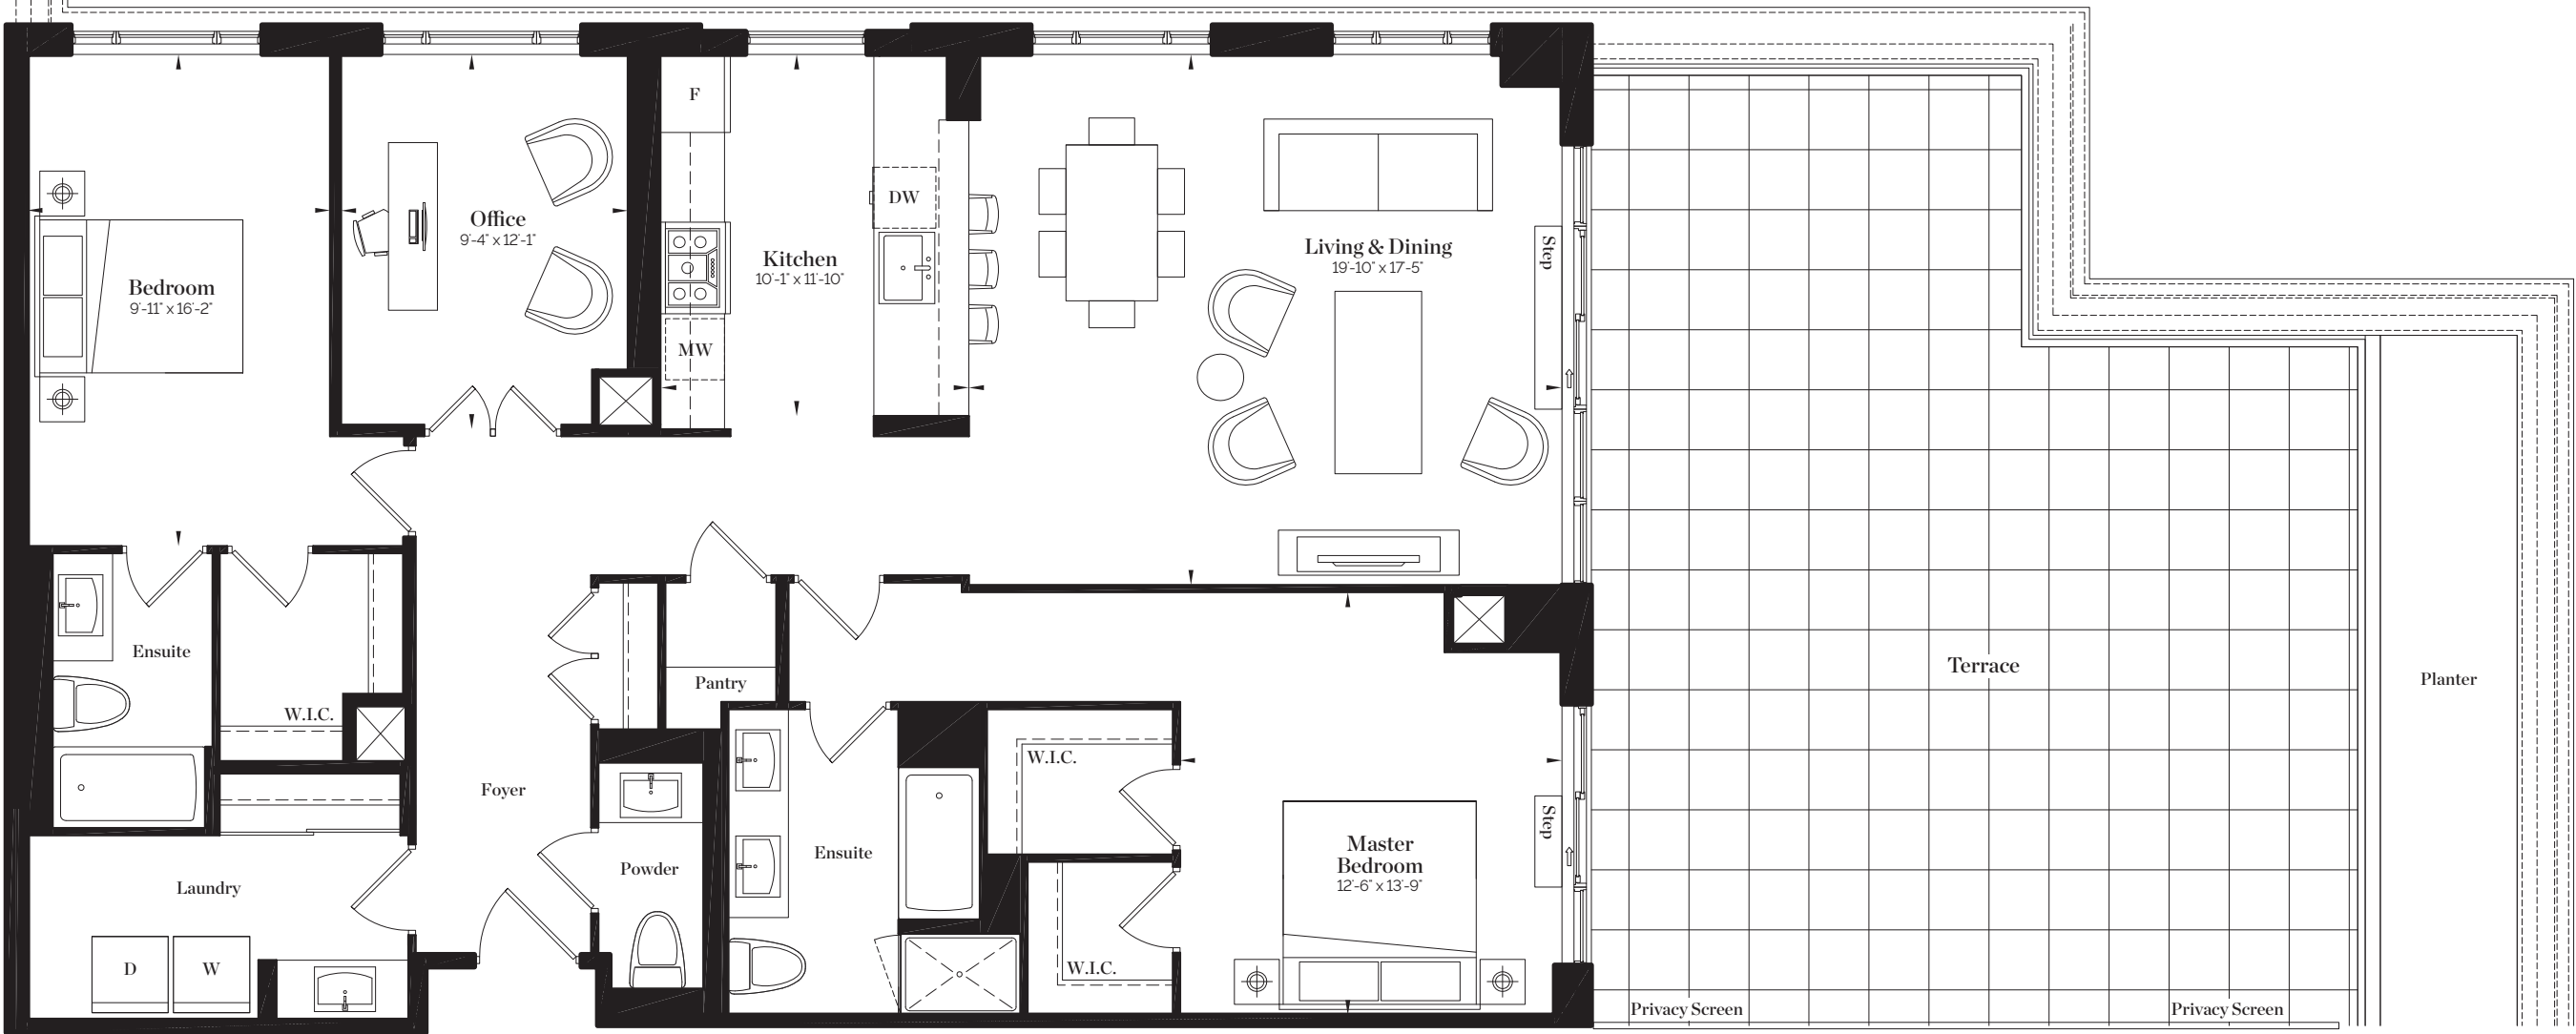 F
DW
Office
9'-4" x 12'-1"
Living & Dining
19'-10" x 17'-5"
Step
Kitchen
10'-1" x 11'-10"
Bedroom
9'-11" x 16'-2"
MW
Ensuite
Terrace
Planter
Pantry
W.I.C.
W.I.C.
Foyer
Step
Master
Bedroom
12'-6" x 13'-9"
Ensuite
Powder
Laundry
D
W
W.I.C.
Privacy Screen
Privacy Screen